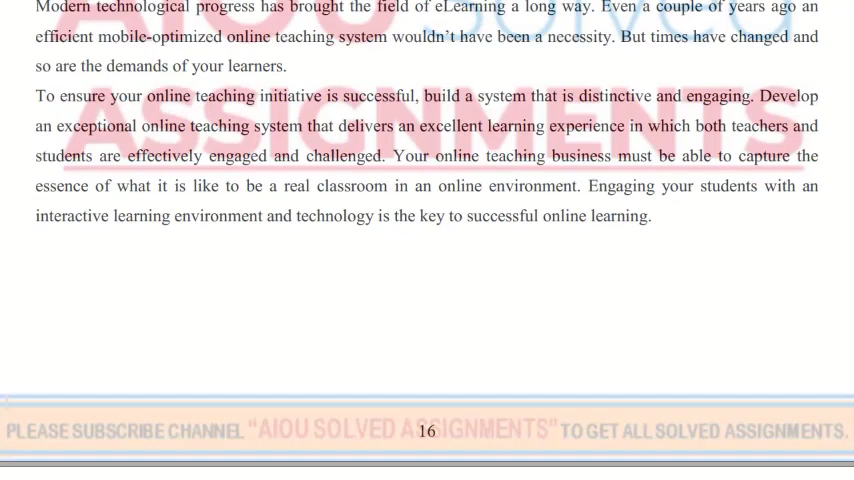 Modern technological progress has brought the field of eLearning a long way. Even a couple of years ago an
efficient mobile-optimized online teaching system wouldn’t have been a necessity. But times have changed and
so are the demands of your learners.
To ensure your online teaching initiative is successful, build a system that is distinctive and engaging. Develop
an exceptional online teaching system that delivers an excellent learning experience in which both teachers and
students are effectively engaged and challenged. Your online teaching business must be able to capture the
essence of what it is like to be a real classroom in an online environment. Engaging your students with an
interactive learning environment and technology is the key to successful online learning.
AIOU Solved
ASSIGNMENTS
PLEASE SUBSCRIBE CHANNEL “AIOU SOLVED ASSIGNMENTS” TO GET ALL SOLVED ASSIGNMENTS.
16